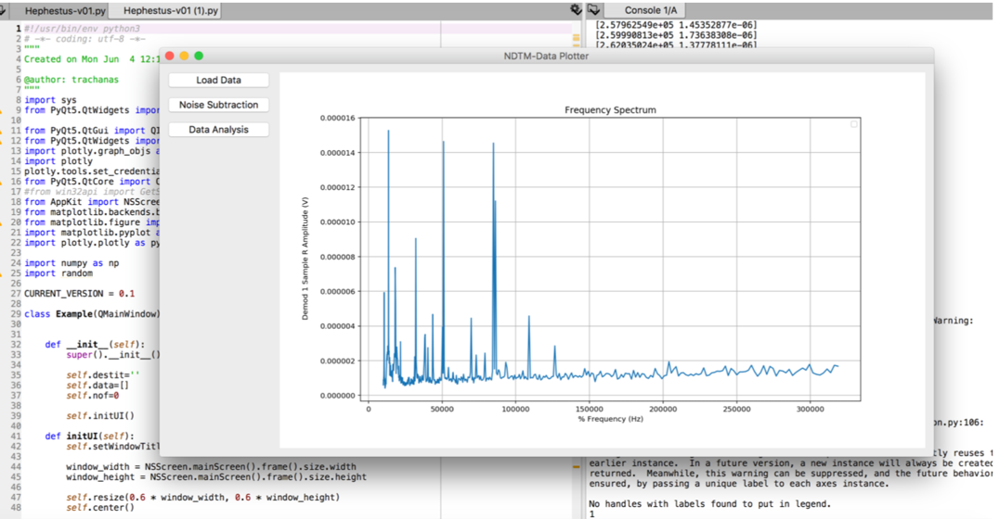 Hephestus-v01.py
Hephestus-v01 (1).py
Console 1/A
1 #!/usr/bin/env python3
2 # -*- coding: utf-8 -*-
3 """
4 Created on Mon Jun 4 12:1
5
6 @author: trachanas
7 """
8 import sys
9 from PyQt5.QtWidgets impor
10
11 from PyQt5.QtGui import QI
12 from PyQt5.QtWidgets impor
13 import plotly.graph_objs a
14 import plotly
15 plotly.tools.set_credentia
16 from PyQt5.QtCore import Q
17 #from win32api import GetS
18 from AppKit import NSScree
19 from matplotlib.backends.b
20 from matplotlib.figure imp
21 import matplotlib.pyplot a
22 import plotly.plotly as py
23
24 import numpy as np
25 import random
26
27 CURRENT_VERSION = 0.1
28
29 class Example(QMainWindow)
30
31
32 def __init__(self):
33 super().__init__()
34
35 self.destit=''
36 self.data=[]
37 self.nof=0
38
39 self.initUI()
40
41 def initUI(self):
42 self.setWindowTitl
43
44 window_width = NSScreen.mainScreen().frame().size.width
45 window_height = NSScreen.mainScreen().frame().size.height
46
47 self.resize(0.6 * window_width, 0.6 * window_height)
48 self.center()
[2.57962549e+05 1.45352877e-06]
[2.59990813e+05 1.73638308e-06]
[2.62035024e+05 1.37778111e-06]
NDTM-Data Plotter
Load Data
Noise Subtraction
Data Analysis
Frequency Spectrum
0.000016
0.000014
0.000012
0.000010
0.000008
0.000006
0.000004
0.000002
0.000000
Demod 1 Sample R Amplitude (V)
0 50000 100000 150000 200000 250000 300000
% Frequency (Hz)
Warning:
on.py:106:
tly reuses
earlier instance. In a future version, a new instance will always be created
returned. Meanwhile, this warning can be suppressed, and the future behavior
ensured, by passing a unique label to each axes instance.
No handles with labels found to put in legend.
1